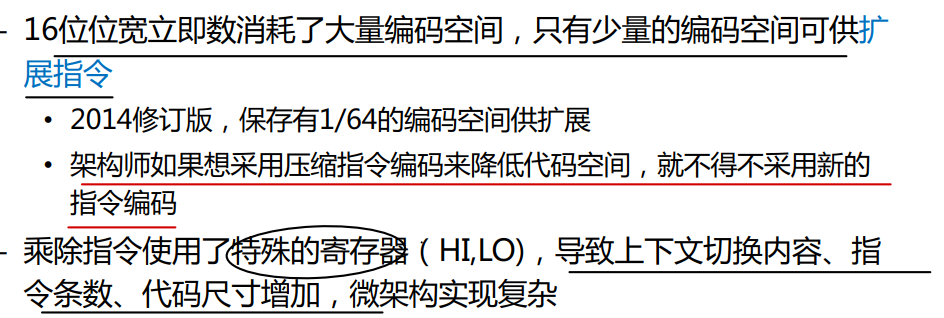 - 16位位宽立即数消耗了大量编码空间，只有少量的编码空间可供扩
展指令
• 2014修订版，保存有1/64的编码空间供扩展
• 架构师如果想采用压缩指令编码来降低代码空间，就不得不采用新的
指令编码
- 乘除指令使用了特殊的寄存器（HI,LO)，导致上下文切换内容、指
令条数、代码尺寸增加，微架构实现复杂